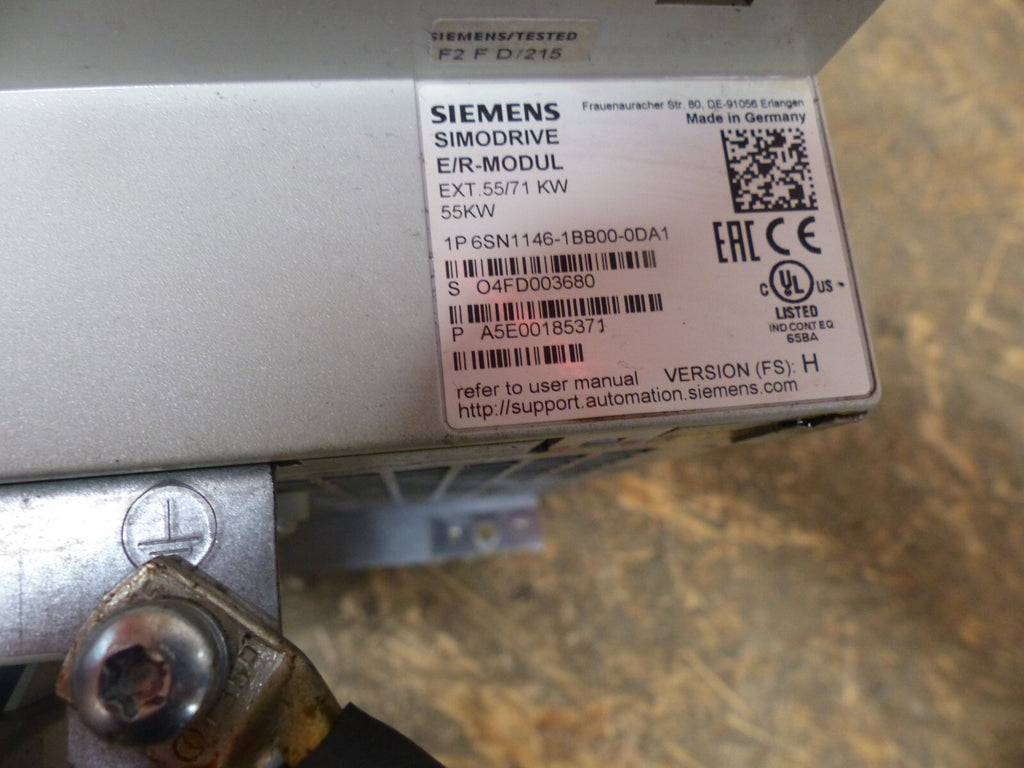 SIEMENS/TESTED
F2 F D/215
SIEMENS
Frauenauracher Str. 80, DE-91056 Erlangen
Made in Germany
SIMODRIVE
E/R-MODUL
EXT.55/71 KW
55KW
1P 6SN1146-1BB00-0DA1
EAC CE
S O4FD003680
C UL US
LISTED
IND CONT EQ
65BA
P A5E00185371
VERSION (FS): H
refer to user manual
http://support.automation.siemens.com